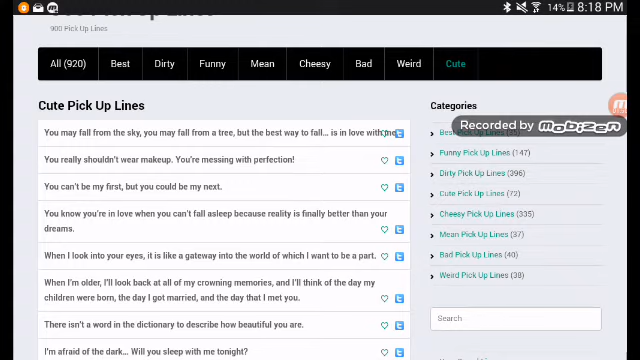 14% 8:18 PM
900 Pick Up Lines
All (920) Best Dirty Funny Mean Cheesy Bad Weird Cute
Cute Pick Up Lines
You may fall from the sky, you may fall from a tree, but the best way to fall... is in love with me.
You really shouldn't wear makeup. You're messing with perfection!
You can't be my first, but you could be my next.
You know you're in love when you can't fall asleep because reality is finally better than your
dreams.
When I look into your eyes, it is like a gateway into the world of which I want to be a part.
When I'm older, I'll look back at all of my crowning memories, and I'll think of the day my
children were born, the day I got married, and the day that I met you.
There isn't a word in the dictionary to describe how beautiful you are.
I'm afraid of the dark... Will you sleep with me tonight?
Categories
Recorded by mobizen
Best Pick Up Lines
Funny Pick Up Lines (147)
Dirty Pick Up Lines (396)
Cute Pick Up Lines (72)
Cheesy Pick Up Lines (335)
Mean Pick Up Lines (37)
Bad Pick Up Lines (40)
Weird Pick Up Lines (38)
Search